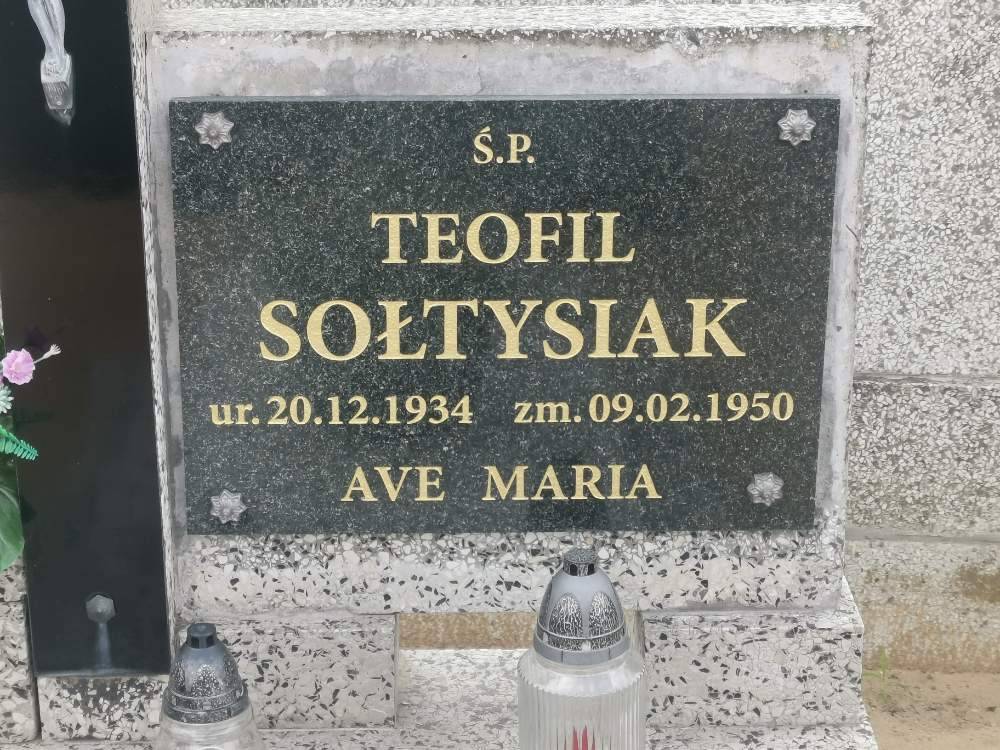 Ś.P.
TEOFIL
SOŁTYSIAK
ur. 20.12.1934 zm. 09.02.1950
AVE MARIA